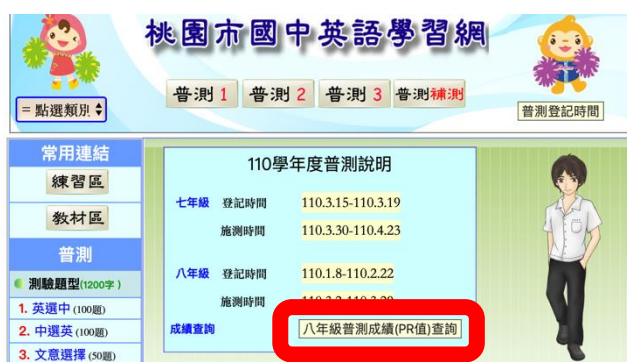 桃園市國中英語學習網
普測1 普測2 普測3 普測補測
= 點選類別
普測登記時間
常用連結
練習區
教材區
普測
測驗題型(1200字)
1. 英選中 (100題)
2. 中選英 (100題)
3. 文意選擇 (50題)
110學年度普測說明
七年級 登記時間 110.3.15-110.3.19
施測時間 110.3.30-110.4.23
八年級 登記時間 110.1.8-110.2.22
施測時間
成績查詢 八年級普測成績(PR值)查詢